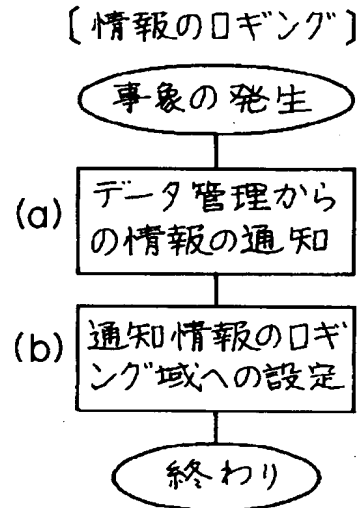 〔情報のロギング〕
事象の発生
(a)
データ管理から
の情報の通知
(b)
通知情報のロギ
ング域への設定
終わり